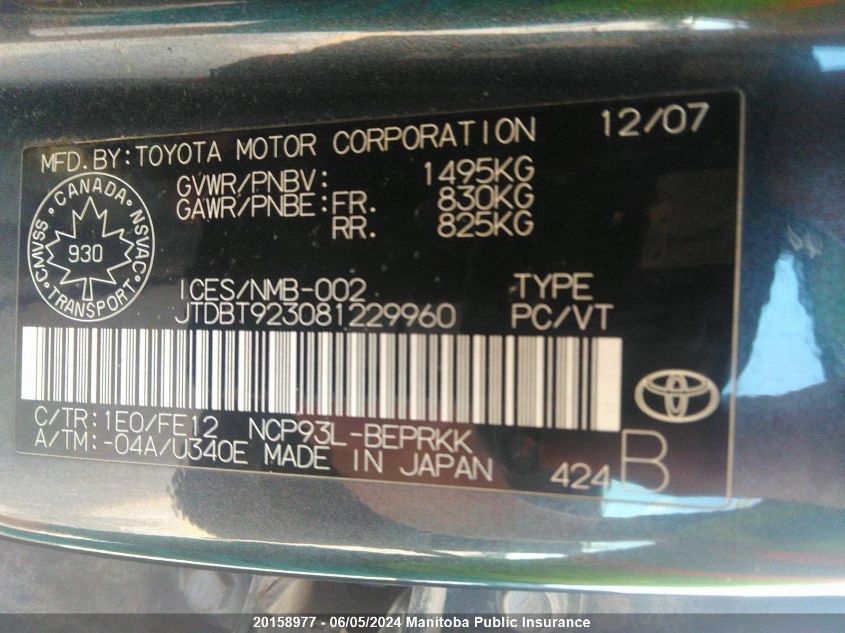 MFD.BY:TOYOTA MOTOR CORPORATION 12/07
GVWR/PNBV: 1495KG
GAWR/PNBE:FR. 830KG
RR. 825KG
CANADA
CMVSS 930 NSVAC
TRANSPORT
ICES/NMB-002 TYPE
JTDBT923081229960 PC/VT
C/TR:1E0/FE12 NCP93L-BEPRKK
A/TM:-04A/U340E MADE IN JAPAN 424 B
20158977 - 06/05/2024 Manitoba Public Insurance